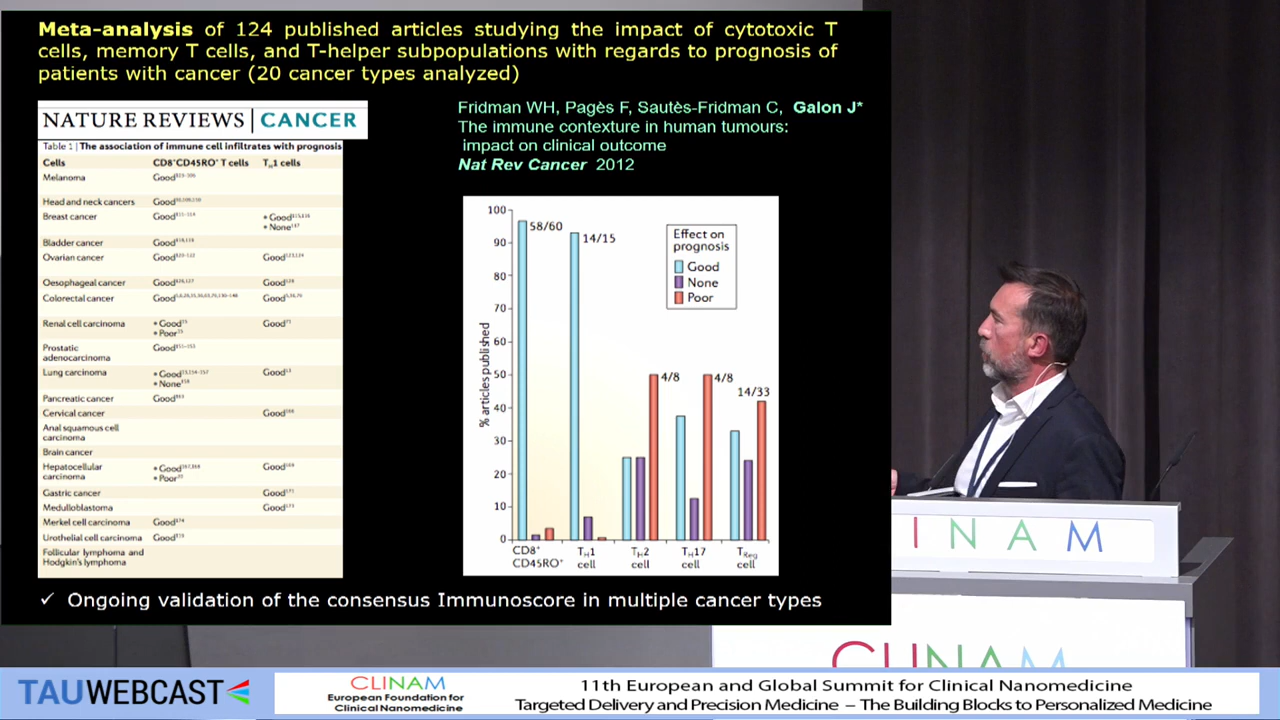 Meta-analysis of 124 published articles studying the impact of cytotoxic T
cells, memory T cells, and T-helper subpopulations with regards to prognosis of
patients with cancer (20 cancer types analyzed)
NATURE REVIEWS | CANCER
Table 1 | The association of immune cell infiltrates with prognosis
Cells CD8+CD45RO+ T cells TH1 cells
Melanoma Good
Head and neck cancers Good
Breast cancer Good • Good
• None
Bladder cancer Good
Ovarian cancer Good Good
Oesophageal cancer Good Good
Colorectal cancer Good Good
Renal cell carcinoma • Good Good
• Poor
Prostatic Good
adenocarcinoma
Lung carcinoma • Good Good
• None
Pancreatic cancer Good
Cervical cancer Good
Anal squamous cell
carcinoma
Brain cancer
Hepatocellular • Good Good
carcinoma • Poor
Gastric cancer Good
Medulloblastoma Good
Merkel cell carcinoma Good
Urothelial cell carcinoma Good
Follicular lymphoma and
Hodgkin's lymphoma
Fridman WH, Pagès F, Sautès-Fridman C, Galon J*
The immune contexture in human tumours:
impact on clinical outcome
Nat Rev Cancer 2012
% articles published
100
90
80
70
60
50
40
30
20
10
0
58/60
14/15
4/8
4/8
14/33
Effect on
prognosis
Good
None
Poor
CD8+
CD45RO+
TH1
cell
TH2
cell
TH17
cell
TReg
cell
✓ Ongoing validation of the consensus Immunoscore in multiple cancer types
INAM
CLINAM
TAUWEBCAST
CLINAM
European Foundation for
Clinical Nanomedicine
11th European and Global Summit for Clinical Nanomedicine
Targeted Delivery and Precision Medicine – The Building Blocks to Personalized Medicine